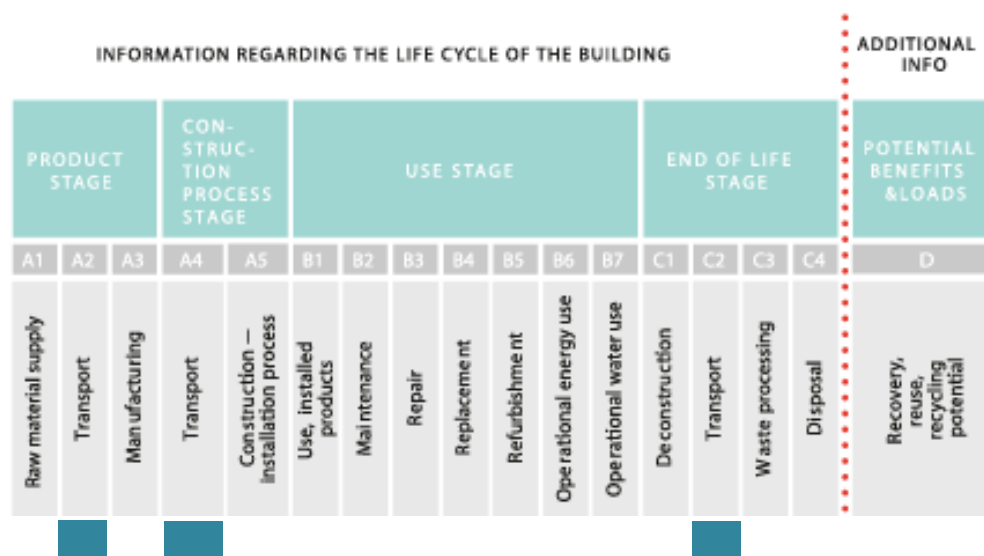 INFORMATION REGARDING THE LIFE CYCLE OF THE BUILDING
ADDITIONAL
INFO
PRODUCT
STAGE
CON-
STRUC-
TION
PROCESS
STAGE
USE STAGE
END OF LIFE
STAGE
POTENTIAL
BENEFITS
&LOADS
A1
A2
A3
A4
A5
B1
B2
B3
B4
B5
B6
B7
C1
C2
C3
C4
D
Raw material supply
Transport
Manufacturing
Transport
Construction —
installation process
Use, installed
products
Maintenance
Repair
Replacement
Refurbishment
Operational energy use
Operational water use
Deconstruction
Transport
Waste processing
Disposal
Recovery,
reuse,
recycling
potential